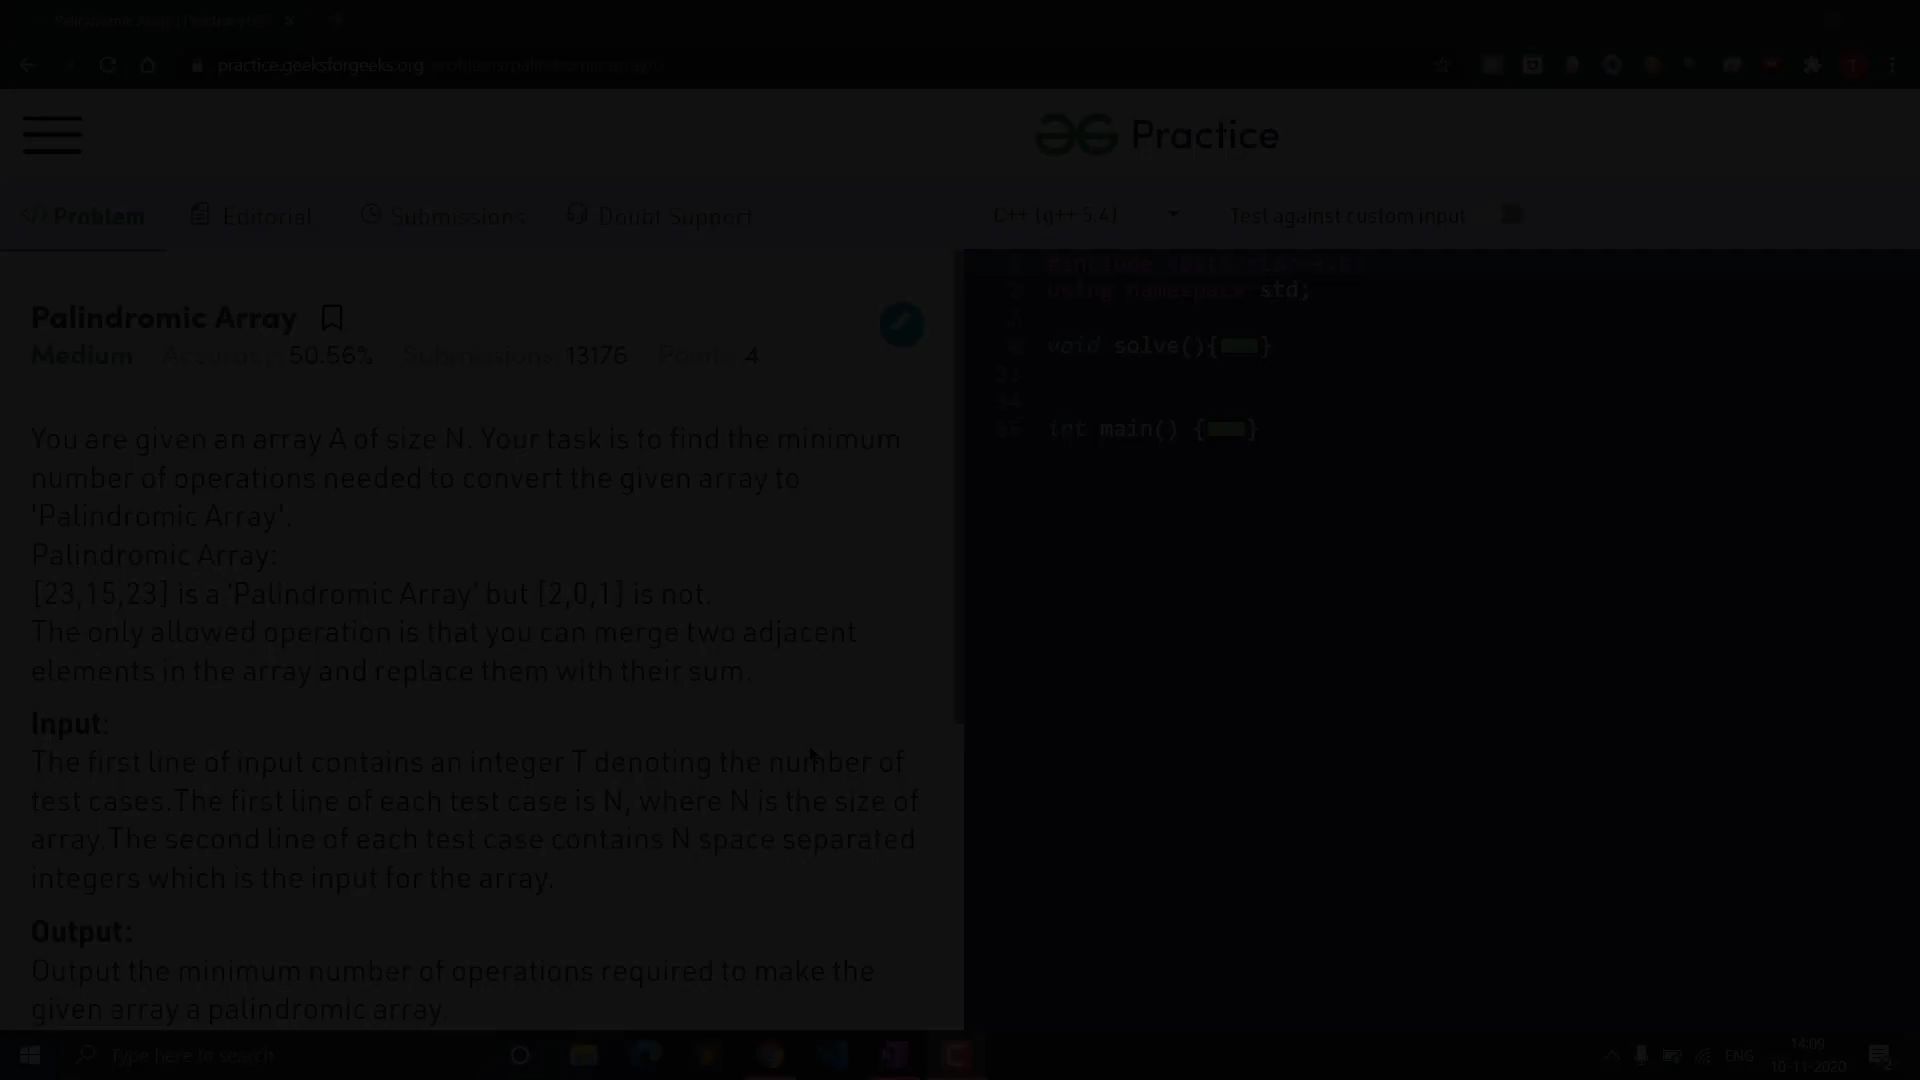 Palindromic Array | Practice
practice.geeksforgeeks.org
Practice
Problem
Editorial
Submissions
Doubt Support
C++ (g++ 5.4)
Test against custom input
Palindromic Array
Medium Accuracy: 50.56% Submissions: 13176 Points: 4
You are given an array A of size N. Your task is to find the minimum
number of operations needed to convert the given array to
'Palindromic Array'.
Palindromic Array:
[23,15,23] is a 'Palindromic Array' but [2,0,1] is not.
The only allowed operation is that you can merge two adjacent
elements in the array and replace them with their sum.
Input:
The first line of input contains an integer T denoting the number of
test cases.The first line of each test case is N, where N is the size of
array.The second line of each test case contains N space separated
integers which is the input for the array.
Output:
Output the minimum number of operations required to make the
given array a palindromic array.
using namespace std;
void solve(){ }
int main() { }
Type here to search
ENG
14:09
10-11-2020